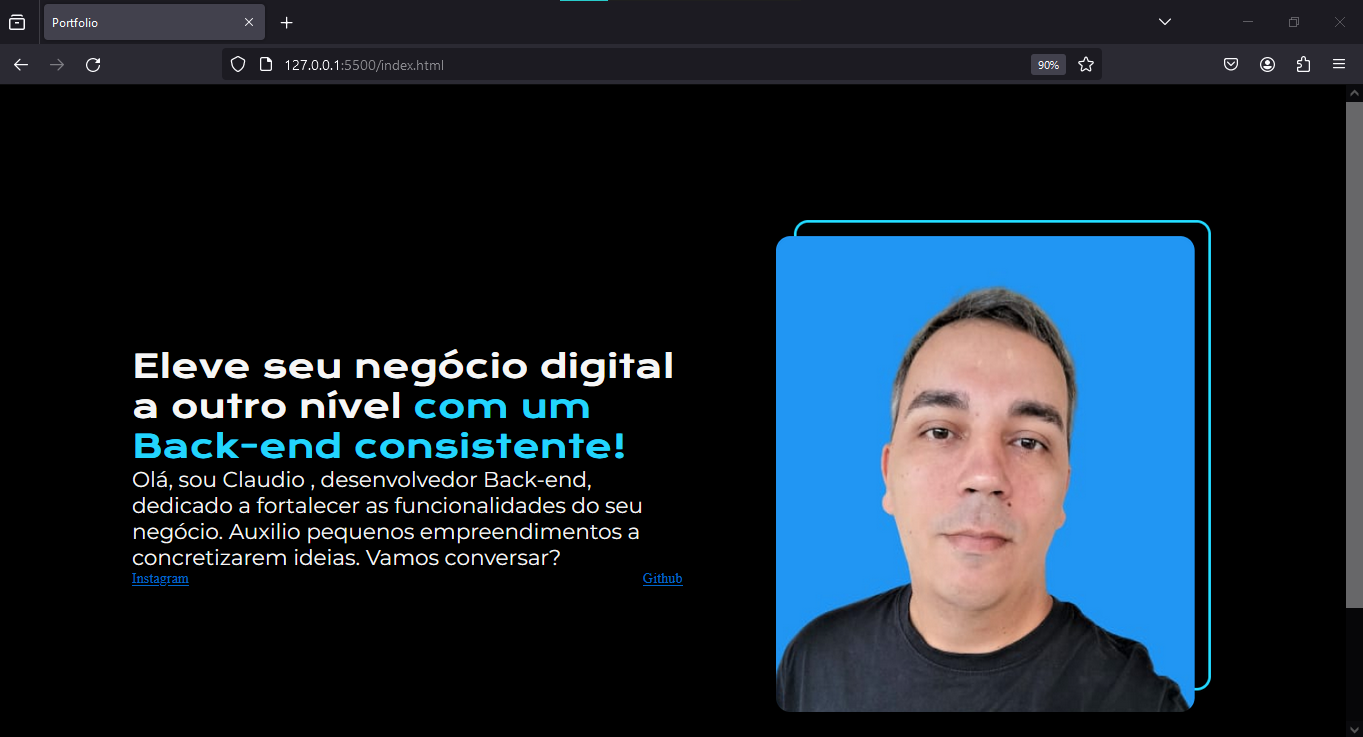 Portfolio
127.0.0.1:5500/index.html
90%
Eleve seu negócio digital
a outro nível com um
Back-end consistente!
Olá, sou Claudio , desenvolvedor Back-end,
dedicado a fortalecer as funcionalidades do seu
negócio. Auxilio pequenos empreendimentos a
concretizarem ideias. Vamos conversar?
Instagram
Github